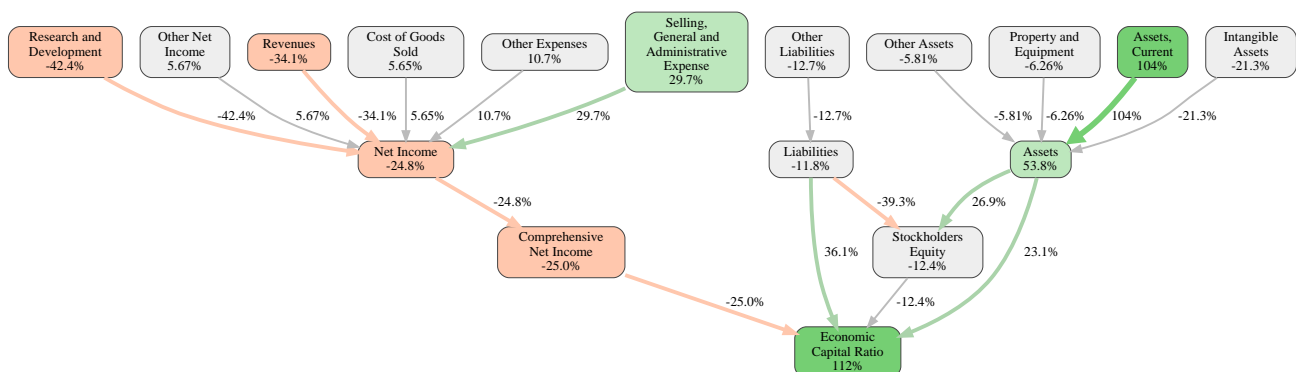 Research and
Development
-42.4%
Other Net
Income
5.67%
Revenues
-34.1%
Cost of Goods
Sold
5.65%
Other Expenses
10.7%
Selling,
General and
Administrative
Expense
29.7%
Other
Liabilities
-12.7%
Other Assets
-5.81%
Property and
Equipment
-6.26%
Assets,
Current
104%
Intangible
Assets
-21.3%
-42.4%
5.67%
-34.1%
5.65%
10.7%
29.7%
-12.7%
-5.81%
-6.26%
104%
-21.3%
Net Income
-24.8%
Liabilities
-11.8%
Assets
53.8%
-24.8%
-39.3%
26.9%
Comprehensive
Net Income
-25.0%
36.1%
Stockholders
Equity
-12.4%
23.1%
-25.0%
-12.4%
Economic
Capital Ratio
112%